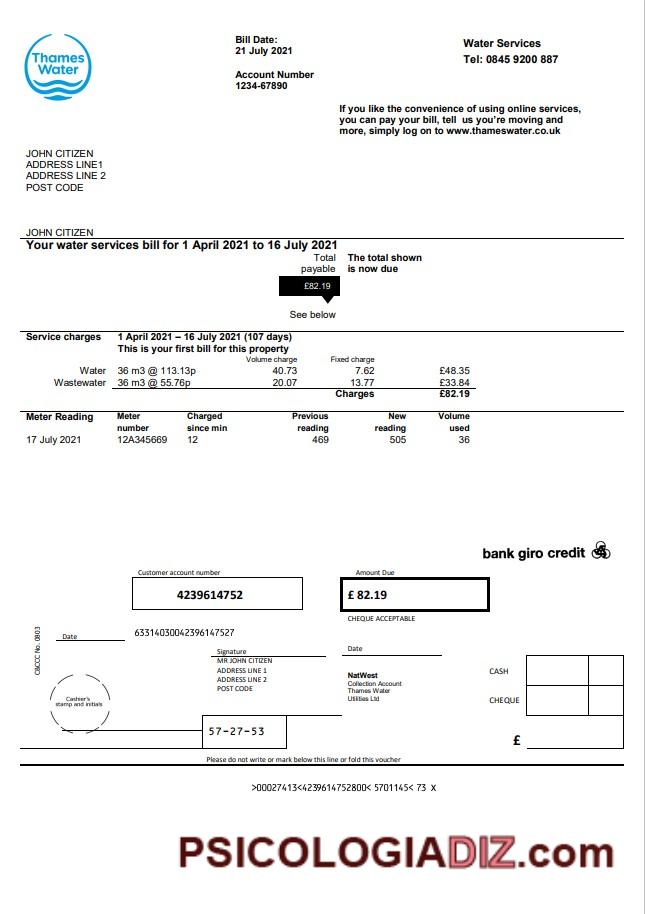 Thames
Water
Bill Date:
21 July 2021
Account Number
1234-67890
Water Services
Tel: 0845 9200 887
If you like the convenience of using online services,
you can pay your bill, tell us you're moving and
more, simply log on to www.thameswater.co.uk
JOHN CITIZEN
ADDRESS LINE1
ADDRESS LINE 2
POST CODE
JOHN CITIZEN
Your water services bill for 1 April 2021 to 16 July 2021
Total payable The total shown is now due
£82.19
See below
Service charges 1 April 2021 – 16 July 2021 (107 days)
This is your first bill for this property
Volume charge Fixed charge
Water 36 m3 @ 113.13p 40.73 7.62 £48.35
Wastewater 36 m3 @ 55.76p 20.07 13.77 £33.84
Charges £82.19
Meter Reading Meter number Charged since min Previous reading New reading Volume used
17 July 2021 12A345669 12 469 505 36
bank giro credit
Customer account number Amount Due
4239614752 £ 82.19
CHEQUE ACCEPTABLE
C&CCC No. 0803
Date 63314030042396147527
Signature Date
MR JOHN CITIZEN
ADDRESS LINE 1
ADDRESS LINE 2
POST CODE
NatWest
Collection Account
Thames Water
Utilities Ltd
CASH
CHEQUE
£
Cashier's
stamp and initials
57-27-53
Please do not write or mark below this line or fold this voucher
>00027413<4239614752800< 5701145< 73 X
PSICOLOGIADIZ.com